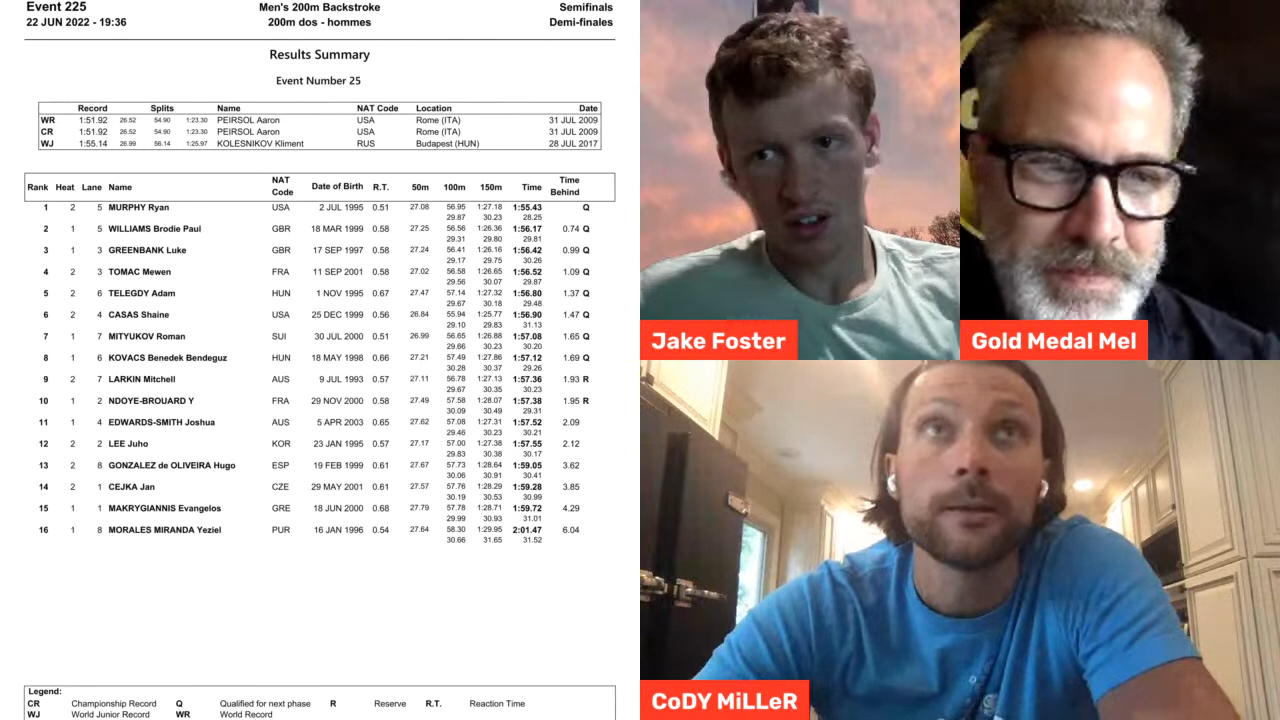 Event 225 Men's 200m Backstroke Semifinals
22 JUN 2022 - 19:36 200m dos - hommes Demi-finales
Results Summary
Event Number 25
Record Splits Name NAT Code Location Date
WR 1:51.92 26.52 54.90 1:23.30 PEIRSOL Aaron USA Rome (ITA) 31 JUL 2009
CR 1:51.92 26.52 54.90 1:23.30 PEIRSOL Aaron USA Rome (ITA) 31 JUL 2009
WJ 1:55.14 26.99 56.14 1:25.97 KOLESNIKOV Kliment RUS Budapest (HUN) 28 JUL 2017
Rank Heat Lane Name NAT Code Date of Birth R.T. 50m 100m 150m Time Time Behind
1 2 5 MURPHY Ryan USA 2 JUL 1995 0.51 27.08 56.95 1:27.18 1:55.43 Q
29.87 30.23 28.25
2 1 5 WILLIAMS Brodie Paul GBR 18 MAR 1999 0.58 27.25 56.56 1:26.36 1:56.17 0.74 Q
29.31 29.80 29.81
3 1 3 GREENBANK Luke GBR 17 SEP 1997 0.58 27.24 56.41 1:26.16 1:56.42 0.99 Q
29.17 29.75 30.26
4 2 3 TOMAC Mewen FRA 11 SEP 2001 0.58 27.02 56.58 1:26.65 1:56.52 1.09 Q
29.56 30.07 29.87
5 2 6 TELEGDY Adam HUN 1 NOV 1995 0.67 27.47 57.14 1:27.32 1:56.80 1.37 Q
29.67 30.18 29.48
6 2 4 CASAS Shaine USA 25 DEC 1999 0.56 26.84 55.94 1:25.77 1:56.90 1.47 Q
29.10 29.83 31.13
7 1 7 MITYUKOV Roman SUI 30 JUL 2000 0.51 26.99 56.65 1:26.88 1:57.08 1.65 Q
29.66 30.23 30.20
8 1 6 KOVACS Benedek Bendeguz HUN 18 MAY 1998 0.66 27.21 57.49 1:27.86 1:57.12 1.69 Q
30.28 30.37 29.26
9 2 7 LARKIN Mitchell AUS 9 JUL 1993 0.57 27.11 56.78 1:27.13 1:57.36 1.93 R
29.67 30.35 30.23
10 1 2 NDOYE-BROUARD Y FRA 29 NOV 2000 0.58 27.49 57.58 1:28.07 1:57.38 1.95 R
30.09 30.49 29.31
11 1 4 EDWARDS-SMITH Joshua AUS 5 APR 2003 0.65 27.62 57.08 1:27.31 1:57.52 2.09
29.46 30.23 30.21
12 2 2 LEE Juho KOR 23 JAN 1995 0.57 27.17 57.00 1:27.38 1:57.55 2.12
29.83 30.38 30.17
13 2 8 GONZALEZ de OLIVEIRA Hugo ESP 19 FEB 1999 0.61 27.67 57.73 1:28.64 1:59.05 3.62
30.06 30.91 30.41
14 2 1 CEJKA Jan CZE 29 MAY 2001 0.61 27.57 57.76 1:28.29 1:59.28 3.85
30.19 30.53 30.99
15 1 1 MAKRYGIANNIS Evangelos GRE 18 JUN 2000 0.68 27.79 57.78 1:28.71 1:59.72 4.29
29.99 30.93 31.01
16 1 8 MORALES MIRANDA Yeziel PUR 16 JAN 1996 0.54 27.64 58.30 1:29.95 2:01.47 6.04
30.66 31.65 31.52
Legend:
CR Championship Record Q Qualified for next phase R Reserve R.T. Reaction Time
WJ World Junior Record WR World Record
Jake Foster
Gold Medal Mel
CoDY MiLLeR